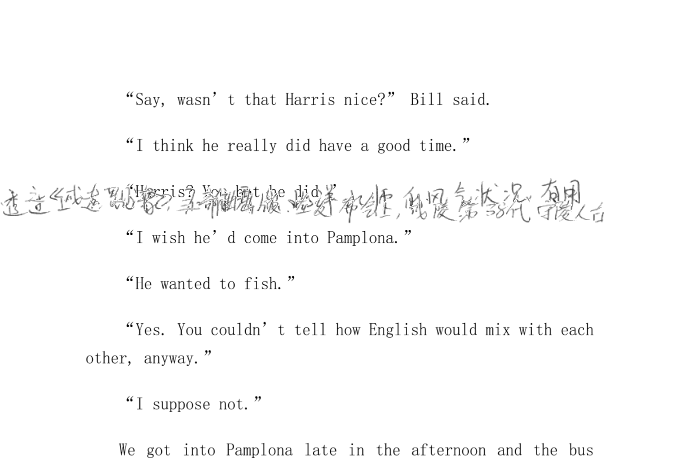 “Say, wasn’t that Harris nice?” Bill said.
“I think he really did have a good time.”
“Harris? You bet he did.”
“I wish he’d come into Pamplona.”
“He wanted to fish.”
“Yes. You couldn’t tell how English would mix with each
other, anyway.”
“I suppose not.”
We got into Pamplona late in the afternoon and the bus